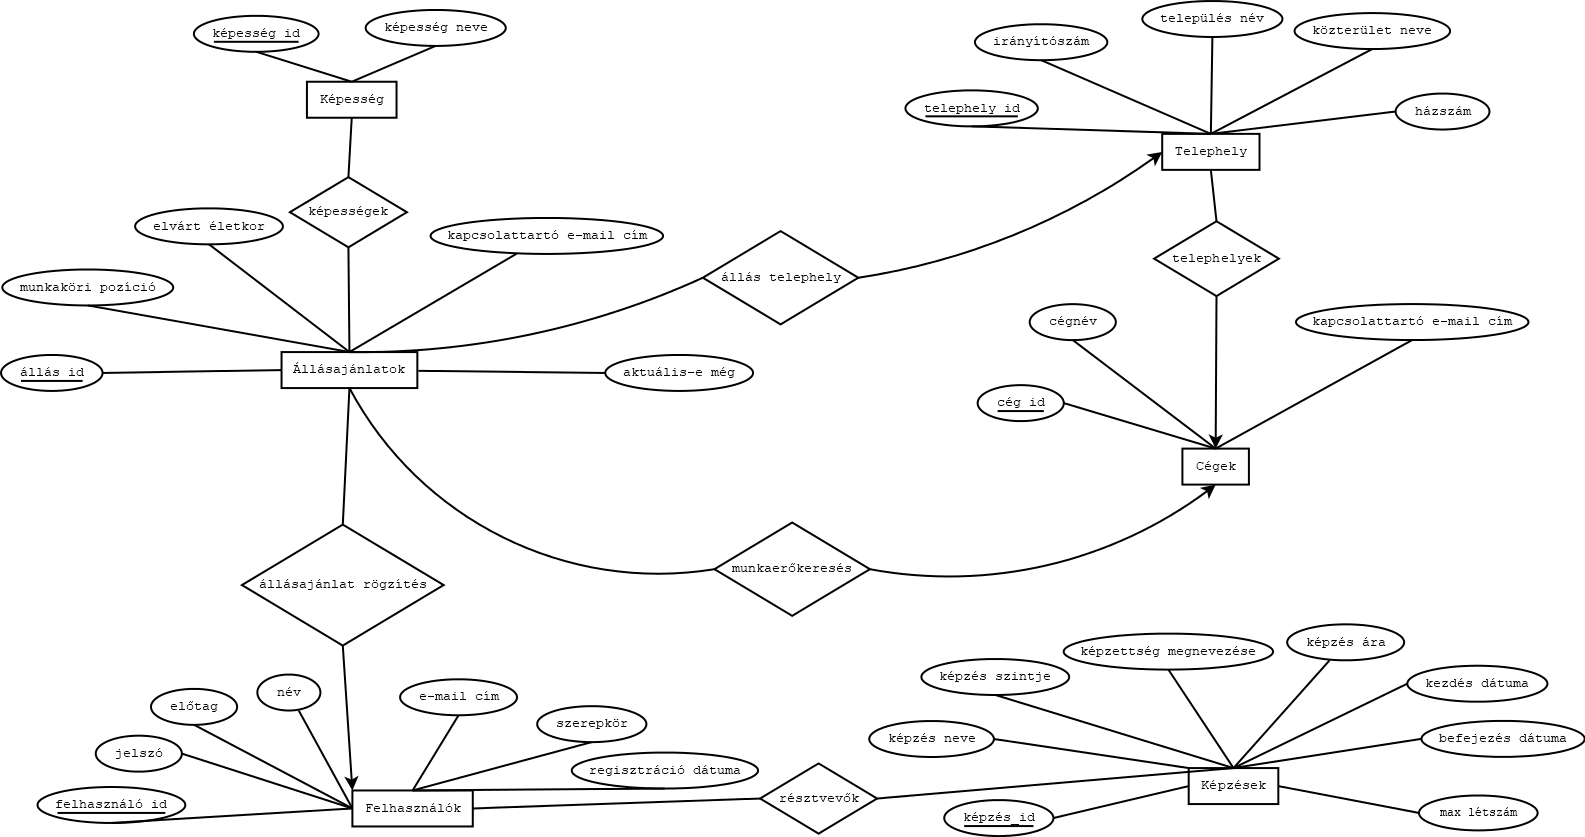 képesség id
képesség neve
Képesség
képességek
település név
irányítószám
közterület neve
telephely id
házszám
Telephely
telephelyek
elvárt életkor
kapcsolattartó e-mail cím
munkaköri pozíció
állás telephely
állás id
Állásajánlatok
aktuális-e még
cégnév
kapcsolattartó e-mail cím
cég id
Cégek
munkaerőkeresés
állásajánlat rögzítés
név
előtag
e-mail cím
jelszó
szerepkör
felhasználó id
regisztráció dátuma
Felhasználók
résztvevők
képzés ára
képzettség megnevezése
képzés szintje
kezdés dátuma
képzés neve
befejezés dátuma
Képzések
képzés_id
max létszám